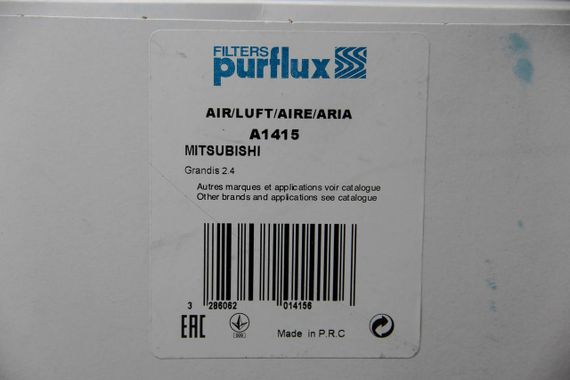 FILTERS
purflux
AIR/LUFT/AIRE/ARIA
A1415
MITSUBISHI
Grandis 2.4
Autres marques et applications voir catalogue
Other brands and applications see catalogue
3 286062 014156
EAC
Made in P.R.C